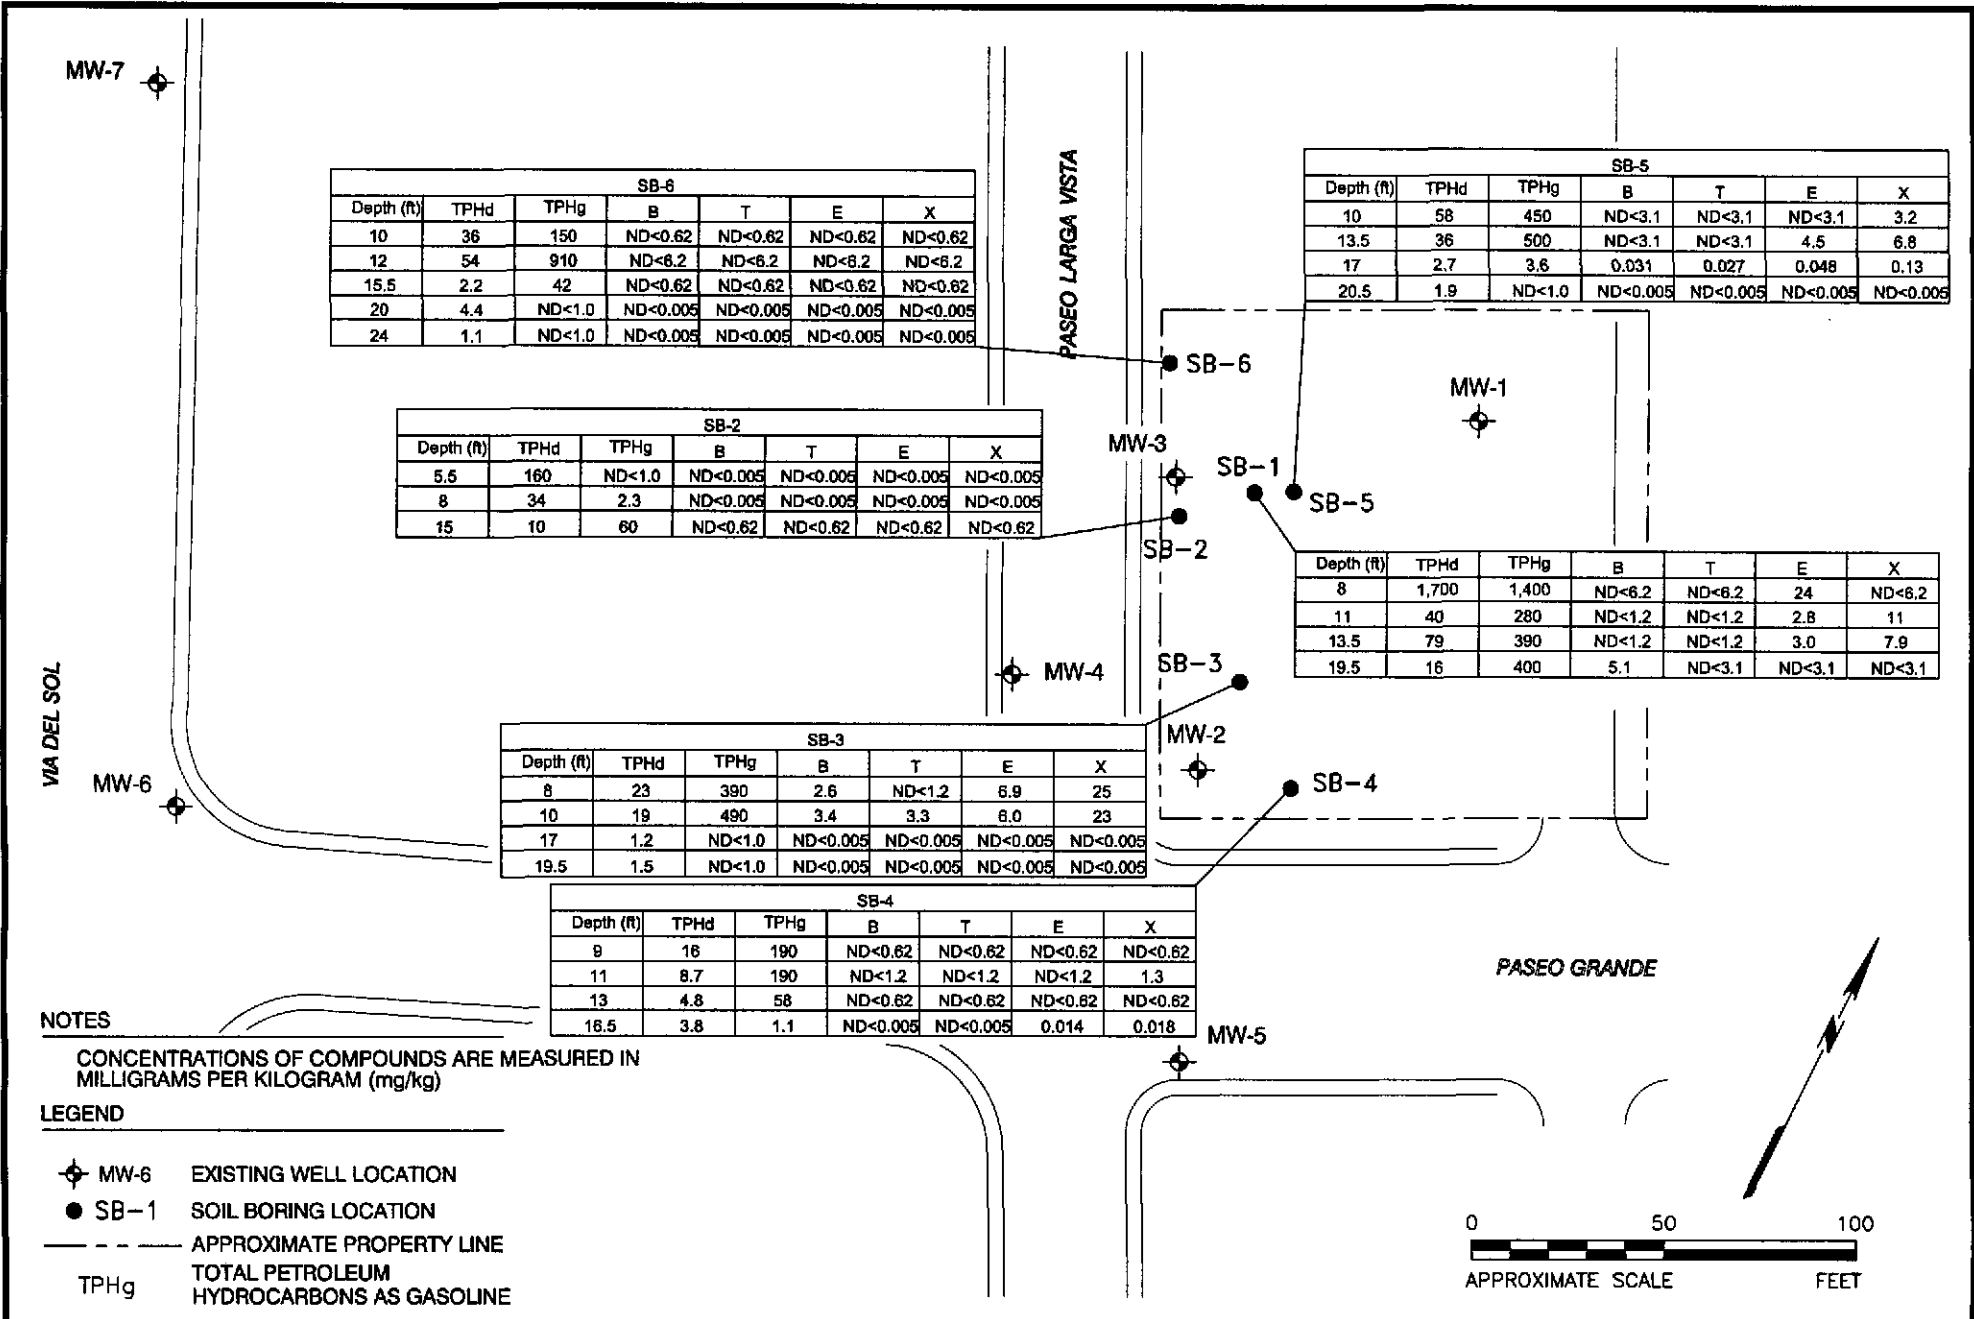 MW-7
PASEO LARGA VISTA
SB-6
Depth (ft) TPHd TPHg B T E X
10 36 150 ND<0.62 ND<0.62 ND<0.62 ND<0.62
12 54 910 ND<6.2 ND<6.2 ND<6.2 ND<6.2
15.5 2.2 42 ND<0.62 ND<0.62 ND<0.62 ND<0.62
20 4.4 ND<1.0 ND<0.005 ND<0.005 ND<0.005 ND<0.005
24 1.1 ND<1.0 ND<0.005 ND<0.005 ND<0.005 ND<0.005
SB-5
Depth (ft) TPHd TPHg B T E X
10 58 450 ND<3.1 ND<3.1 ND<3.1 3.2
13.5 36 500 ND<3.1 ND<3.1 4.5 6.8
17 2.7 3.6 0.031 0.027 0.048 0.13
20.5 1.9 ND<1.0 ND<0.005 ND<0.005 ND<0.005 ND<0.005
SB-6
MW-1
SB-2
Depth (ft) TPHd TPHg B T E X
5.5 160 ND<1.0 ND<0.005 ND<0.005 ND<0.005 ND<0.005
8 34 2.3 ND<0.005 ND<0.005 ND<0.005 ND<0.005
15 10 60 ND<0.62 ND<0.62 ND<0.62 ND<0.62
MW-3
SB-1
SB-5
SB-2
Depth (ft) TPHd TPHg B T E X
8 1,700 1,400 ND<6.2 ND<6.2 24 ND<6.2
11 40 280 ND<1.2 ND<1.2 2.8 11
13.5 79 390 ND<1.2 ND<1.2 3.0 7.9
19.5 16 400 5.1 ND<3.1 ND<3.1 ND<3.1
VIA DEL SOL
MW-4
SB-3
SB-3
Depth (ft) TPHd TPHg B T E X
8 23 390 2.6 ND<1.2 6.9 25
10 19 490 3.4 3.3 6.0 23
17 1.2 ND<1.0 ND<0.005 ND<0.005 ND<0.005 ND<0.005
19.5 1.5 ND<1.0 ND<0.005 ND<0.005 ND<0.005 ND<0.005
MW-2
SB-4
MW-6
SB-4
Depth (ft) TPHd TPHg B T E X
9 16 190 ND<0.62 ND<0.62 ND<0.62 ND<0.62
11 8.7 190 ND<1.2 ND<1.2 ND<1.2 1.3
13 4.8 58 ND<0.62 ND<0.62 ND<0.62 ND<0.62
16.5 3.8 1.1 ND<0.005 ND<0.005 0.014 0.018
PASEO GRANDE
MW-5
NOTES
CONCENTRATIONS OF COMPOUNDS ARE MEASURED IN
MILLIGRAMS PER KILOGRAM (mg/kg)
LEGEND
MW-6 EXISTING WELL LOCATION
SB-1 SOIL BORING LOCATION
APPROXIMATE PROPERTY LINE
TPHg TOTAL PETROLEUM
HYDROCARBONS AS GASOLINE
0 50 100
APPROXIMATE SCALE FEET